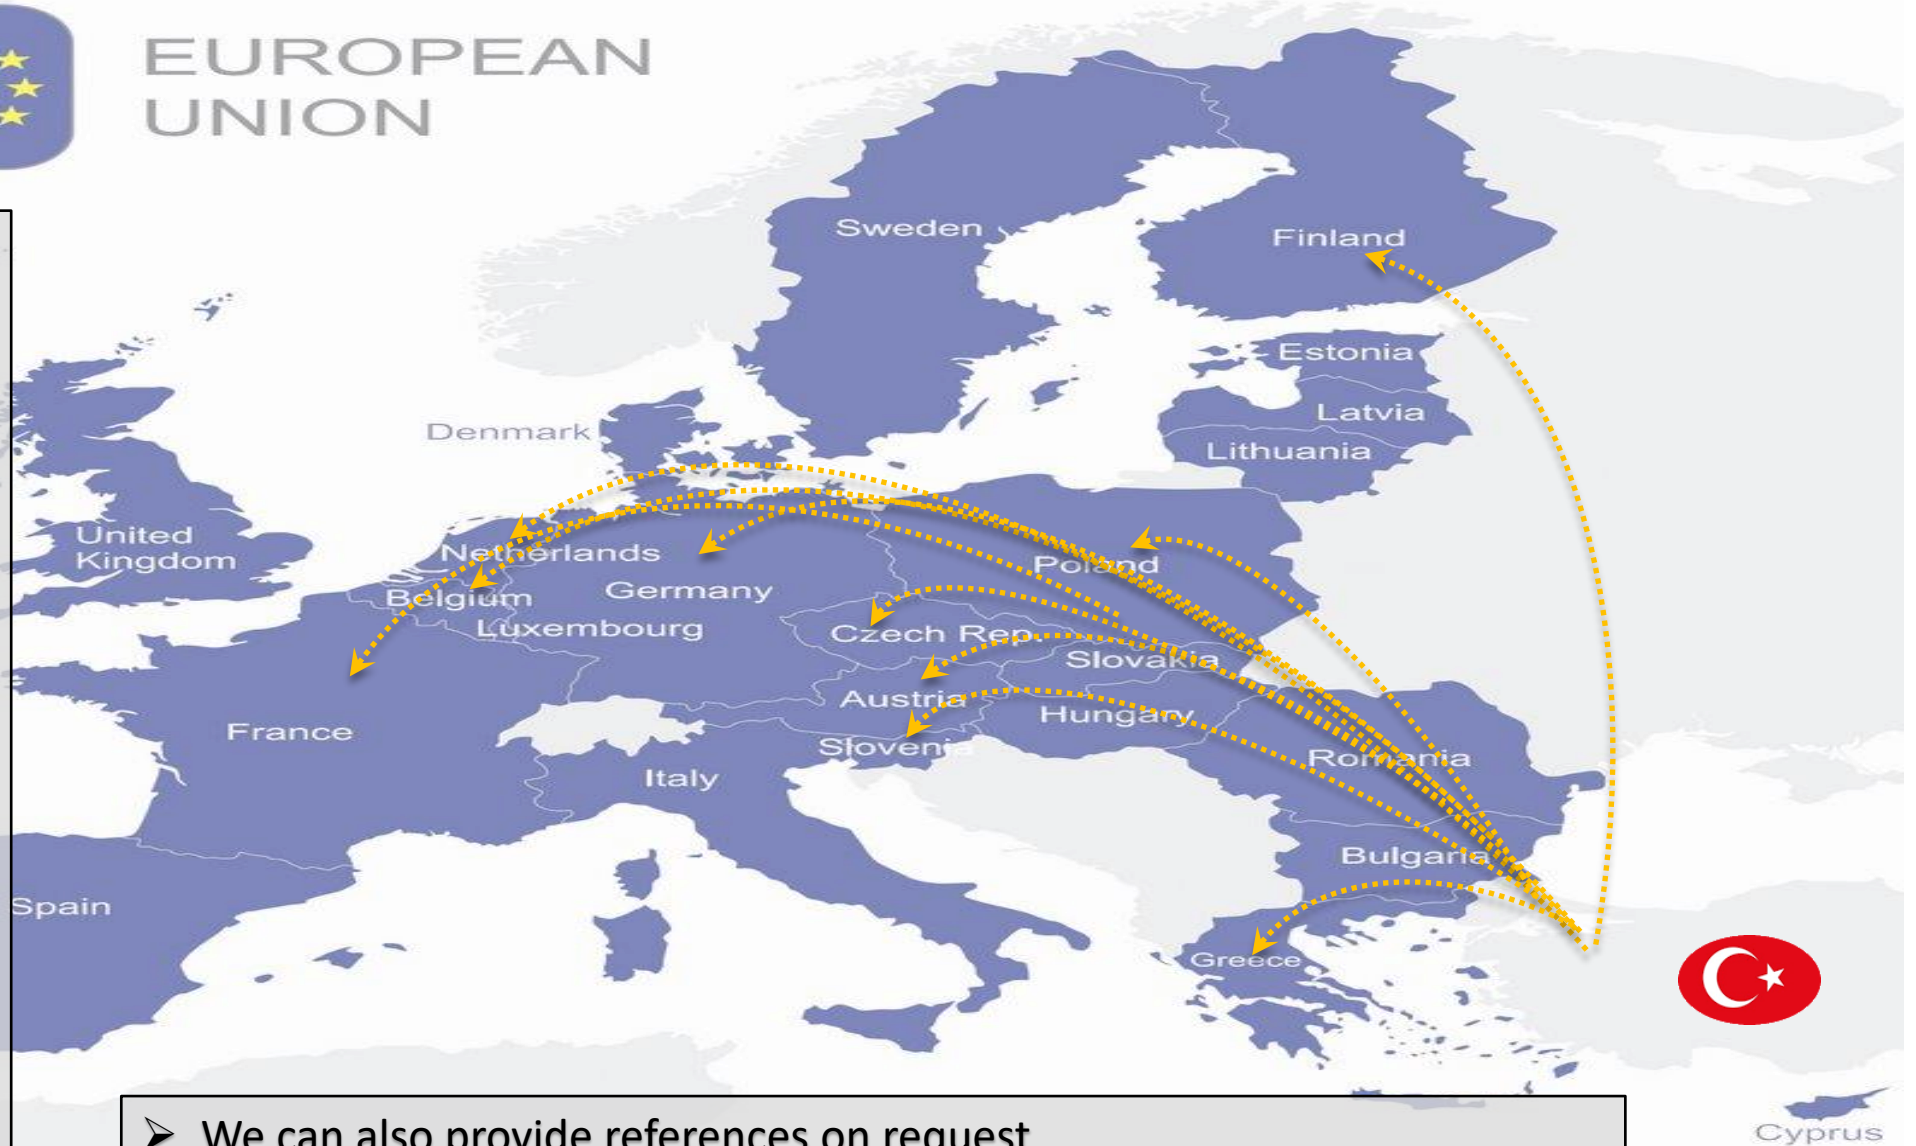 EUROPEAN
UNION
Sweden
Finland
Estonia
Latvia
Lithuania
Denmark
United
Kingdom
Netherlands
Poland
Belgium
Germany
Luxembourg
Czech Rep.
Slovakia
Austria
Hungary
France
Slovenia
Romania
Italy
Bulgaria
Spain
Greece
➢ We can also provide references on request
Cyprus